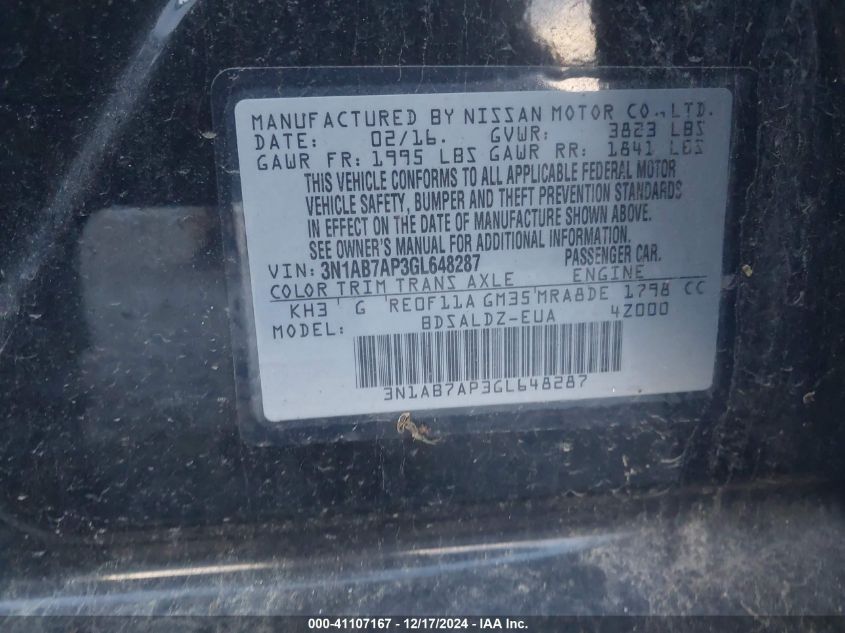 MANUFACTURED BY NISSAN MOTOR CO., LTD.
DATE: 02/16. GVWR: 3823 LBS
GAWR FR: 1995 LBS GAWR RR: 1841 LBS
THIS VEHICLE CONFORMS TO ALL APPLICABLE FEDERAL MOTOR
VEHICLE SAFETY, BUMPER AND THEFT PREVENTION STANDARDS
IN EFFECT ON THE DATE OF MANUFACTURE SHOWN ABOVE.
SEE OWNER'S MANUAL FOR ADDITIONAL INFORMATION.
VIN: 3N1AB7AP3GL648287 PASSENGER CAR.
COLOR TRIM TRANS AXLE ENGINE
KH3 G RE0F11A GM35 MRA8DE 1798 CC
MODEL: BDSALDZ-EUA 4Z000
3N1AB7AP3GL648287
000-41107167 - 12/17/2024 - IAA Inc.